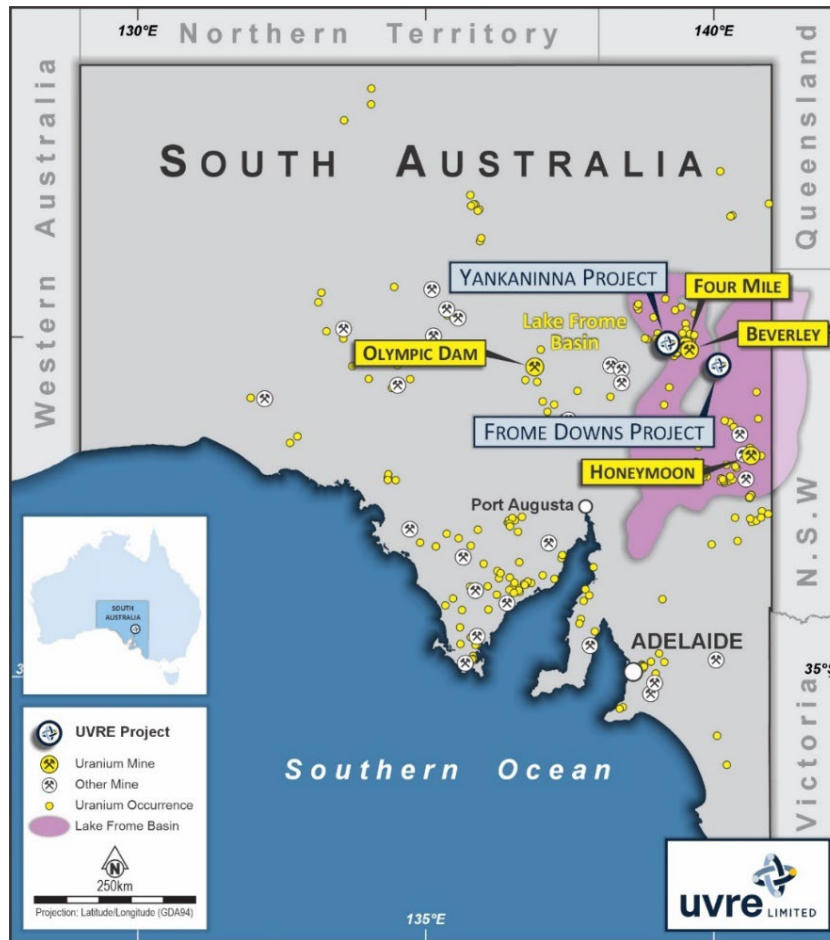 130°E
Northern Territory
140°E
Western Australia
Queensland
SOUTH AUSTRALIA
YANKANINNA PROJECT
FOUR MILE
Lake Frome
Basin
BEVERLEY
OLYMPIC DAM
FROME DOWNS PROJECT
HONEYMOON
Port Augusta
N.S.W
SOUTH
AUSTRALIA
ADELAIDE
35°S
UVRE Project
Uranium Mine
Other Mine
Uranium Occurrence
Lake Frome Basin
N
250km
Projection: Latitude/Longitude (GDA94)
Southern Ocean
Victoria
135°E
uvre LIMITED